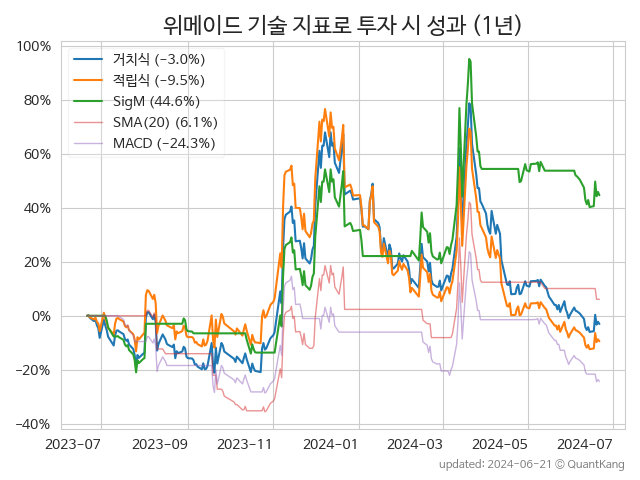 위메이드 기술 지표로 투자 시 성과 (1년)
100%
80%
60%
40%
20%
0%
−20%
−40%
거치식 (−3.0%)
적립식 (−9.5%)
SigM (44.6%)
SMA(20) (6.1%)
MACD (−24.3%)
2023-07 2023-09 2023-11 2024-01 2024-03 2024-05 2024-07
updated: 2024-06-21 ⓒ QuantKang